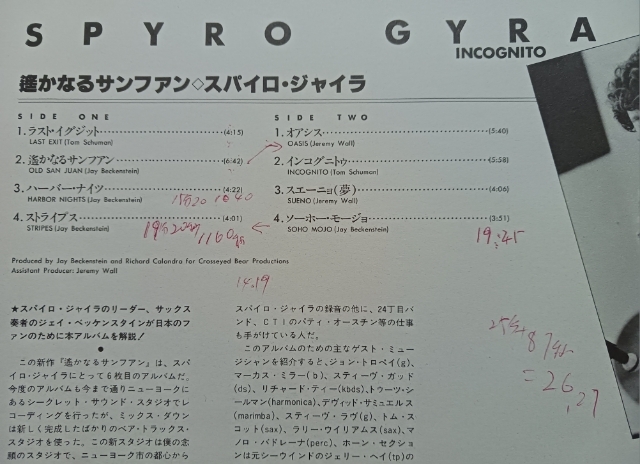 SPYRO GYRA
INCOGNITO
遙かなるサンファン◇スパイロ・ジャイラ
SIDE ONE
1.ラスト・イグジット(4:15)
LAST EXIT (Tom Schuman)
2.遙かなるサンファン(6:42)
OLD SAN JUAN (Jay Beckenstein)
3.ハーバー・ナイツ(4:22)
HARBOR NIGHTS (Jay Beckenstein)
4.ストライプス(4:01)
STRIPES (Jay Beckenstein)
SIDE TWO
1.オアシス(5:40)
OASIS (Jeremy Wall)
2.インコグニトゥ(5:58)
INCOGNITO (Tom Schuman)
3.スエーニョ(夢)(4:06)
SUEÑO (Jeremy Wall)
4.ソーホー・モージョ(3:51)
SOHO MOJO (Jay Beckenstein)
19:45
Produced by Jay Beckenstein and Richard Calandra for Crosseyed Bear Productions
Assistant Producer: Jeremy Wall
14.19
★スパイロ・ジャイラのリーダー、サックス
奏者のジェイ・ベッケンスタインが日本のフ
ァンのために本アルバムを解説！
●
この新作『遙かなるサンファン』は、スパ
イロ・ジャイラにとって6枚目のアルバムだ。
今度のアルバムも今まで通りニューヨークに
あるシークレット・サウンド・スタジオでレ
コーディングを行ったが、ミックス・ダウン
は新しく完成したばかりのベア・トラックス・
スタジオを使った。この新スタジオは僕の念
願のスタジオで、ニューヨーク市の都心から
スパイロ・ジャイラの録音の他に、24丁目バ
ンド、CTIのパティ・オースチン等の仕事
も手がけている人だ。
このアルバムのための主なゲスト・ミュー
ジシャンを紹介すると、ジョン・トロペイ(g)、
マーカス・ミラー(b)、スティーヴ・ガッド
(ds)、リチャード・ティー(kbds)、トゥーツ・シ
ールマン(harmonica)、デヴィッド・サミュエルス
(marimba)、スティーヴ・ラヴ(g)、トム・ス
コット(sax)、ラリー・ウイリアムス(sax)、マ
ノロ・バドレーナ(perc)、ホーン・セクショ
ンは元シーウインドのジェリー・ヘイ(tp)の
=26,27